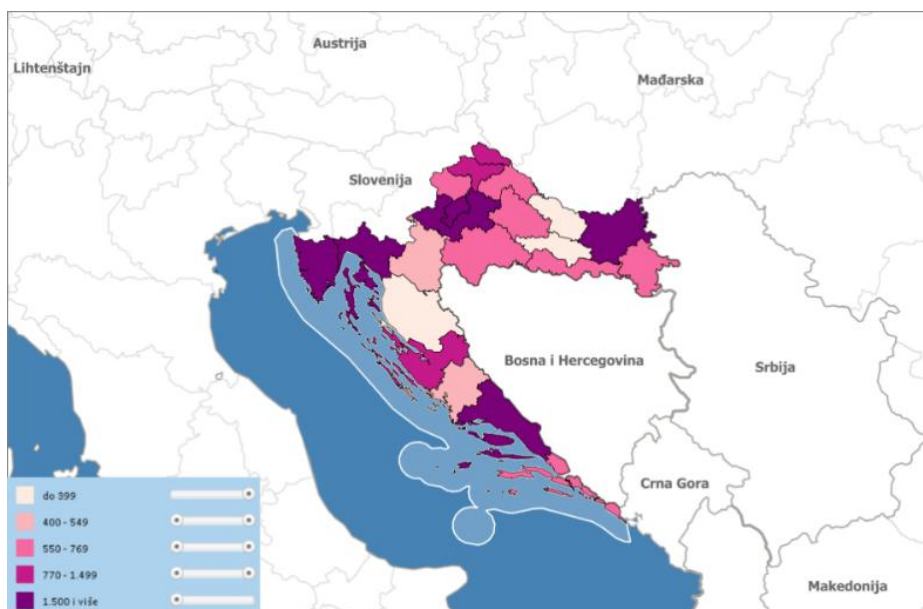 Austrija
Lihtenštajn
Mađarska
Slovenija
Bosna i Hercegovina
Srbija
Crna Gora
Makedonija
do 399
400 - 549
550 - 769
770 - 1.499
1.500 i više